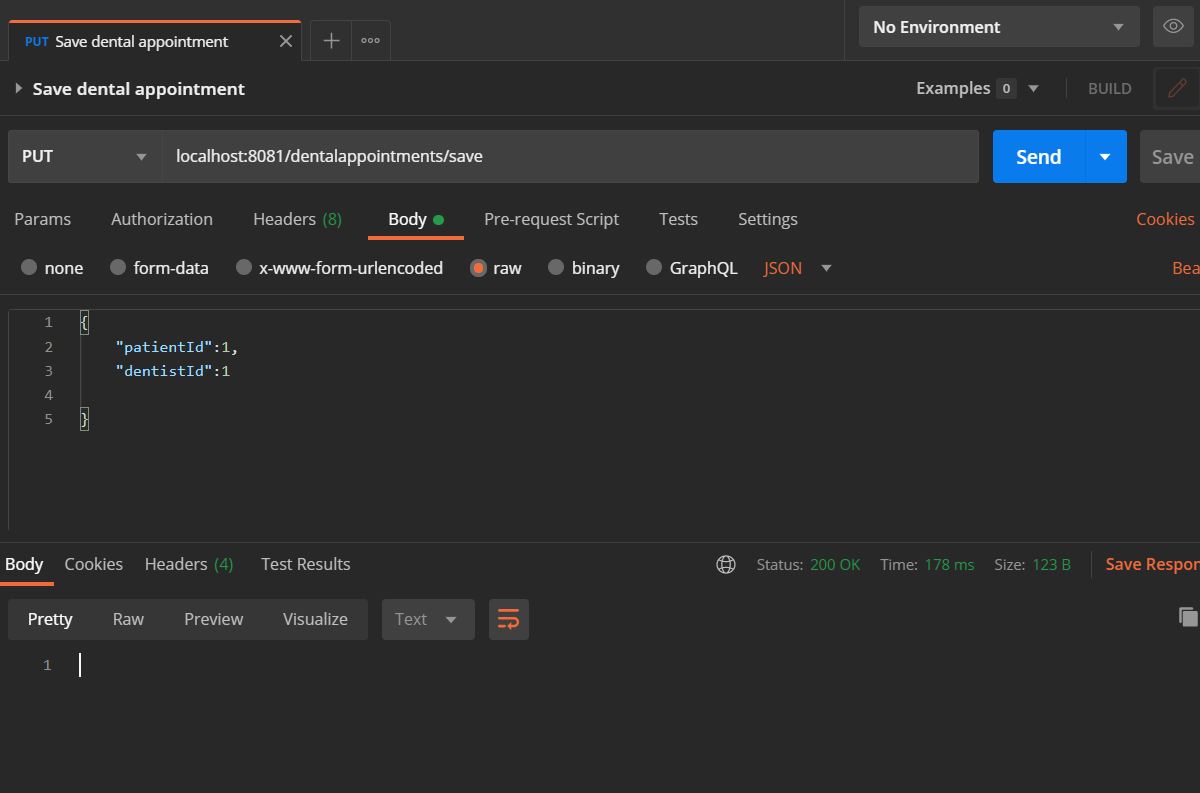 PUT Save dental appointment
No Environment
Save dental appointment
Examples 0
BUILD
PUT
localhost:8081/dentalappointments/save
Send
Save
Params Authorization Headers (8) Body Pre-request Script Tests Settings Cookies
none form-data x-www-form-urlencoded raw binary GraphQL JSON Bea
1 {
2 "patientId":1,
3 "dentistId":1
4
5 }
Body Cookies Headers (4) Test Results Status: 200 OK Time: 178 ms Size: 123 B Save Respon
Pretty Raw Preview Visualize Text
1